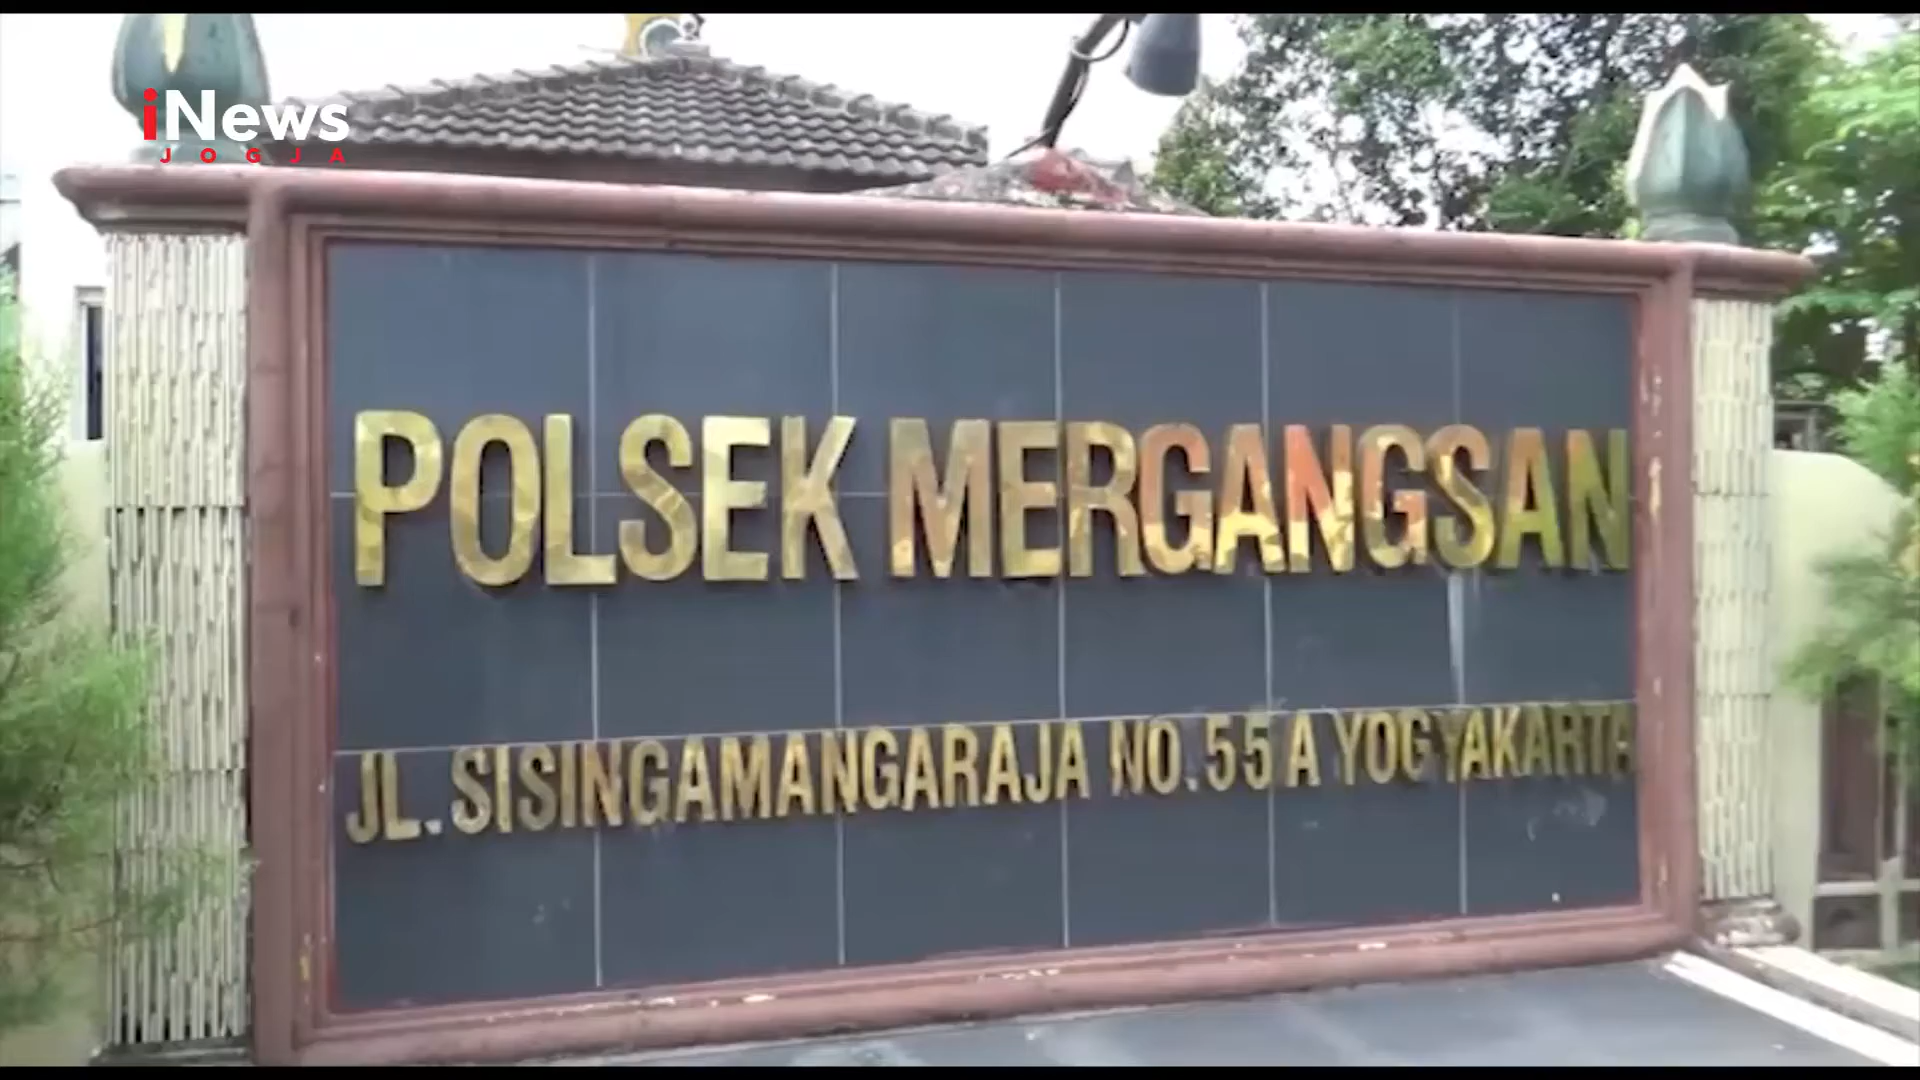 iNews
JOGJA
POLSEK MERGANGSAN
JL. SISINGAMANGARAJA NO. 55 A YOGYAKARTA